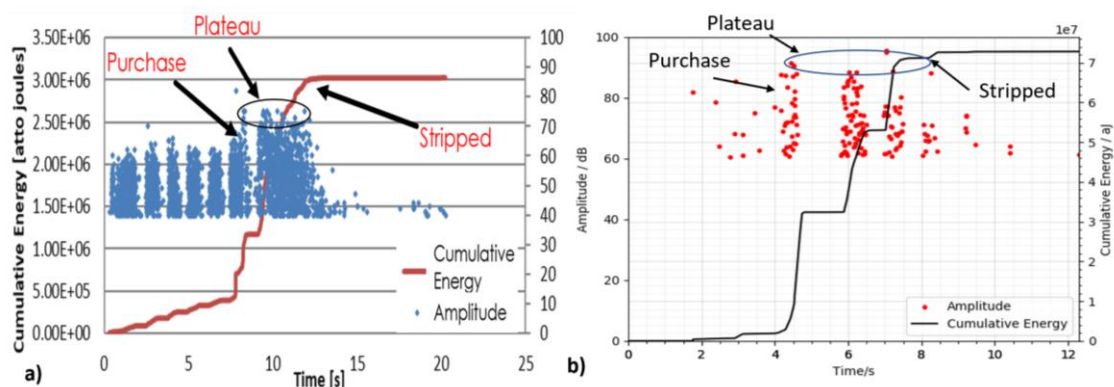 Plateau
Purchase
Stripped
Cumulative Energy [atto joules]
3.50E+06
3.00E+06
2.50E+06
2.00E+06
1.50E+06
1.00E+06
5.00E+05
0.00E+00
100
90
80
70
60
50
40
30
20
10
0
Cumulative
Energy
Amplitude
0 5 10 15 20 25
a) Time [s]
1e7
Plateau
Purchase
Stripped
100
80
60
40
20
0
Amplitude / dB
7
6
5
4
3
2
1
0
Cumulative Energy / aJ
Amplitude
Cumulative Energy
0 2 4 6 8 10 12
b) Time/s